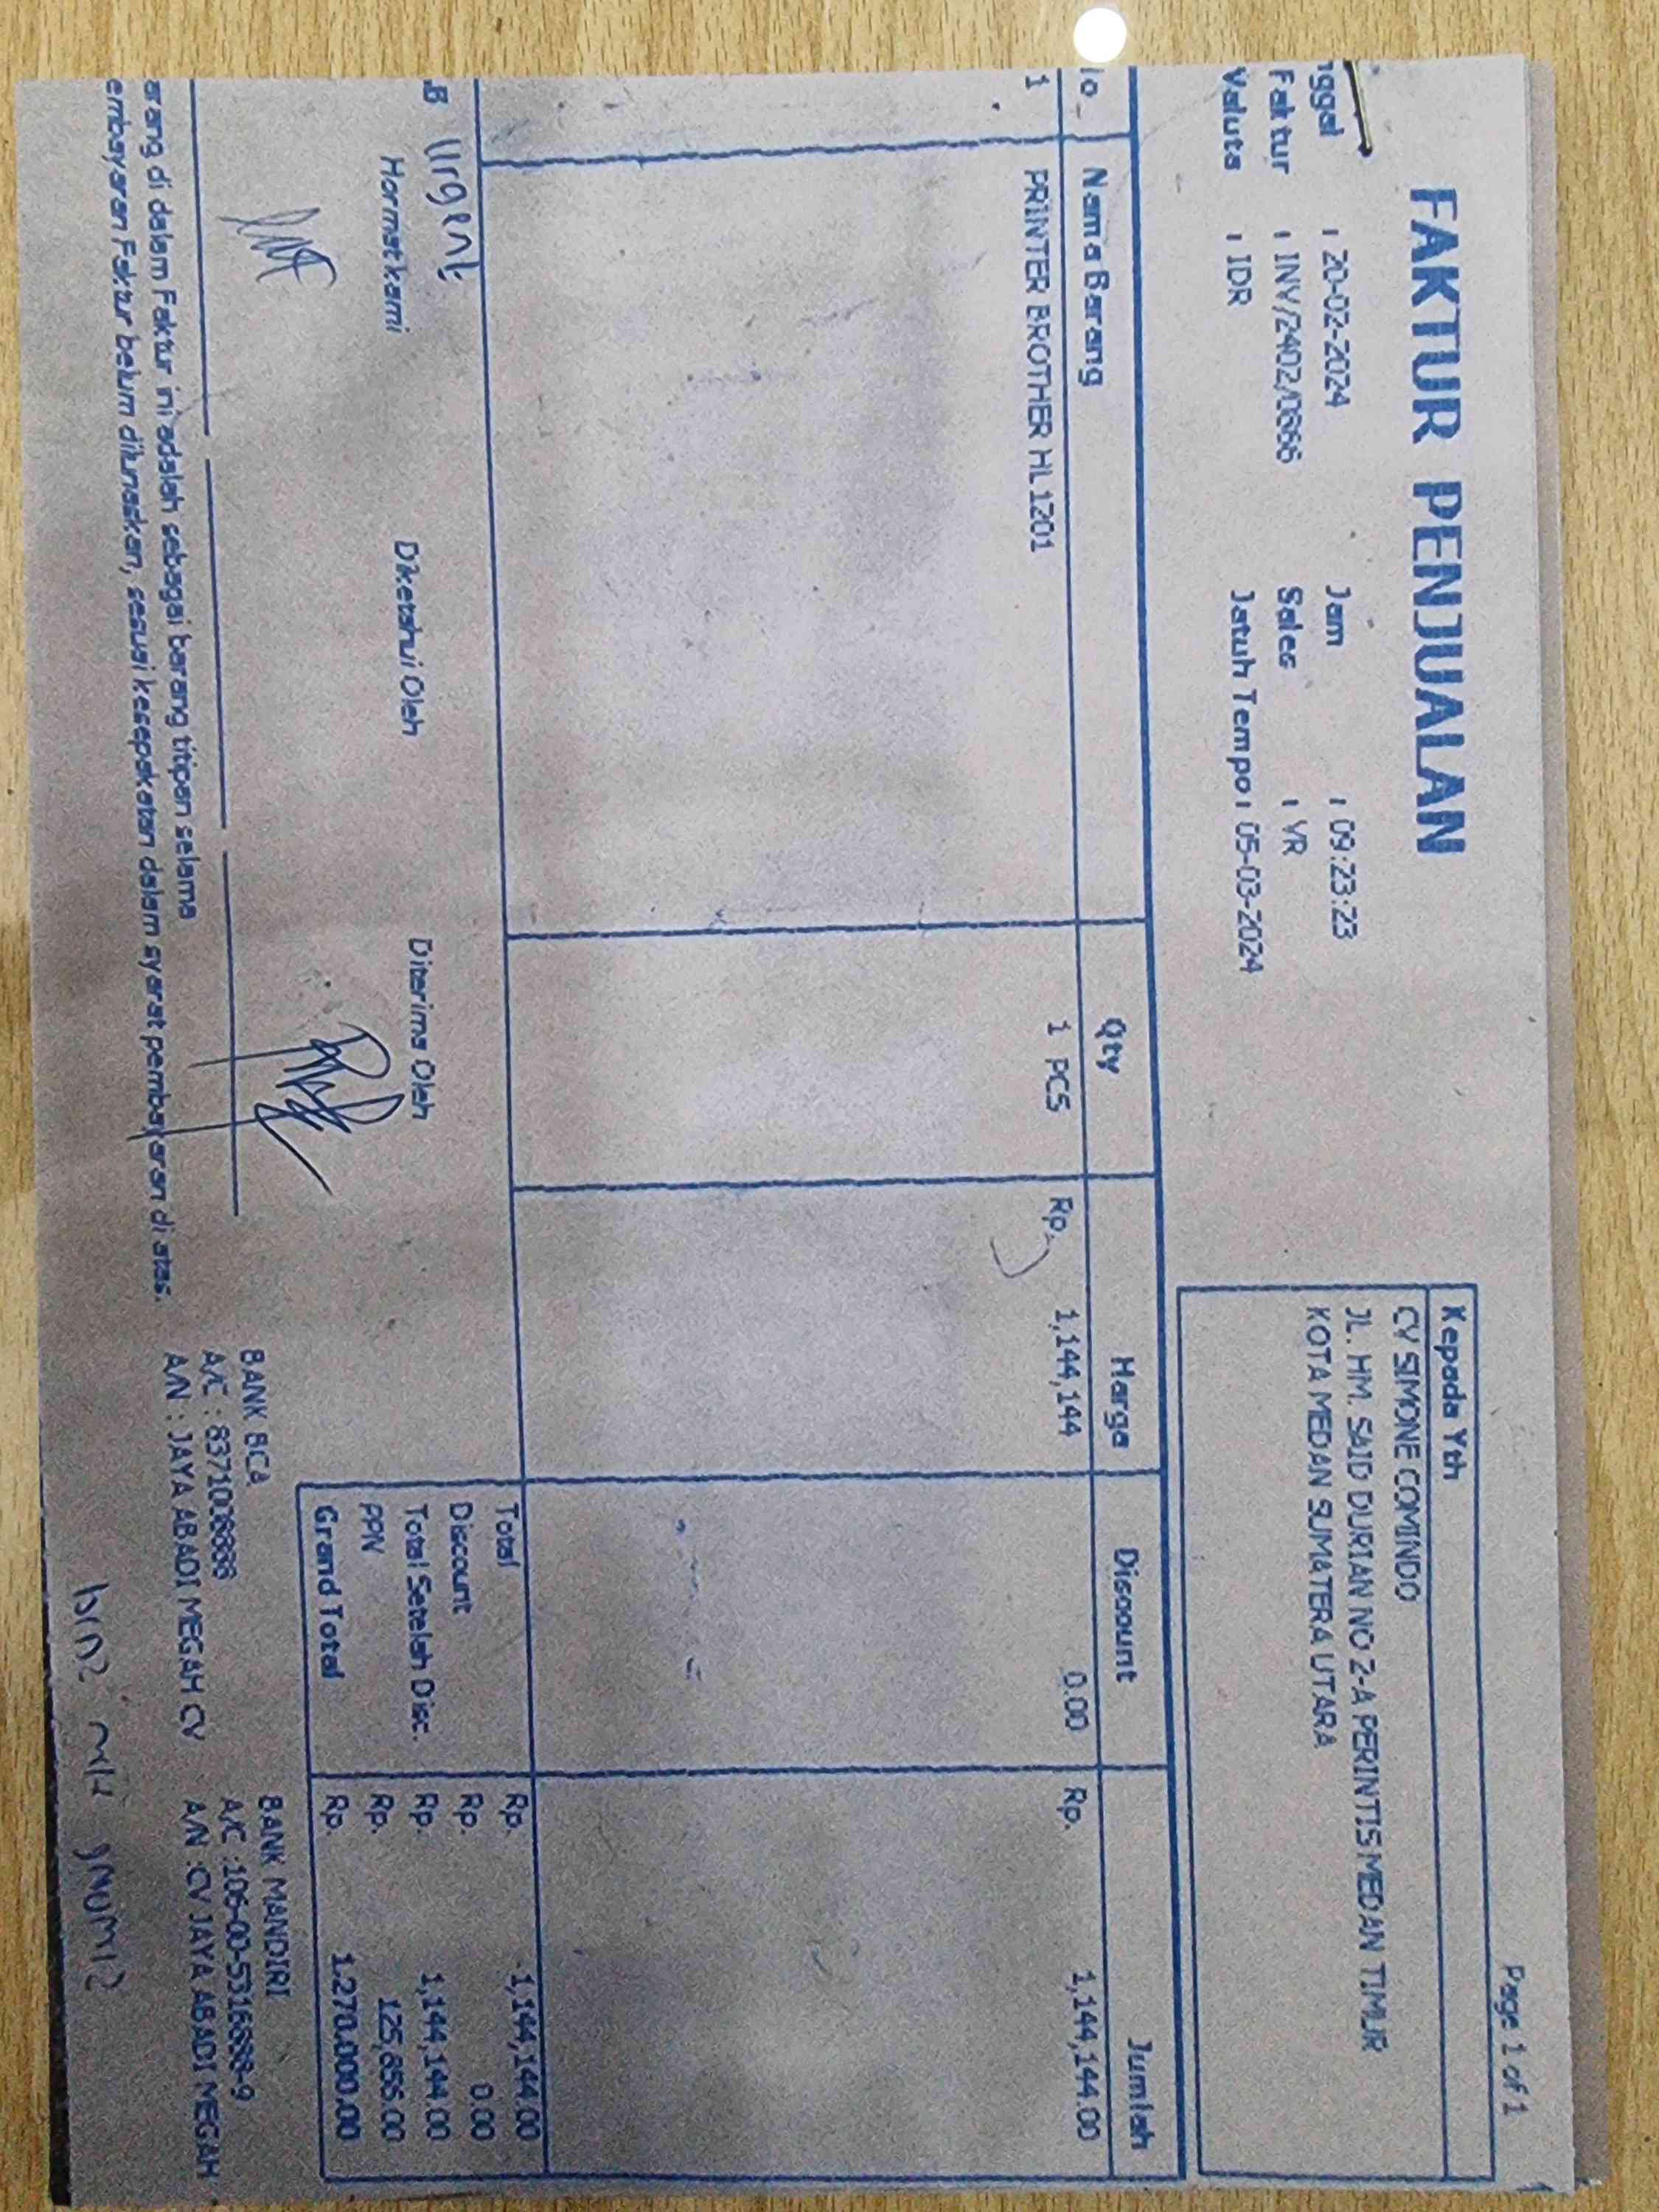 Page 1 of 1
FAKTUR PENJUALAN
nggal : 20-02-2024 Jam : 09:23:23
Faktur : INV/2402/0866 Sales : YR
Valuta : IDR Jatuh Tempo : 05-03-2024
Kepada Yth
CV SIMONE COMINDO
JL. HM. SAID DURIAN NO 2-A PERINTIS MEDAN TIMUR
KOTA MEDAN SUMATERA UTARA
lo Nama Barang Qty Harga Discount Jumlah
1 PRINTER BROTHER HL 1201 1 PCS Rp. 1,144,144 0.00 Rp. 1,144,144.00
Total Rp. 1,144,144.00
Discount Rp. 0.00
Total Setelah Disc. Rp. 1,144,144.00
PPN Rp. 125,856.00
Grand Total Rp. 1,270,000.00
B Urgent
Hormat kami Diketahui Oleh Diterima Oleh
arang di dalam Faktur ini adalah sebagai barang titipan selama
embayaran Faktur belum dilunaskan, sesuai kesepakatan dalam syarat pembayaran di atas.
BANK BCA
A/C :
A/N : JAYA ABADI MEGAH CV
BANK MANDIRI
A/C :
A/N :CV JAYA ABADI MEGAH